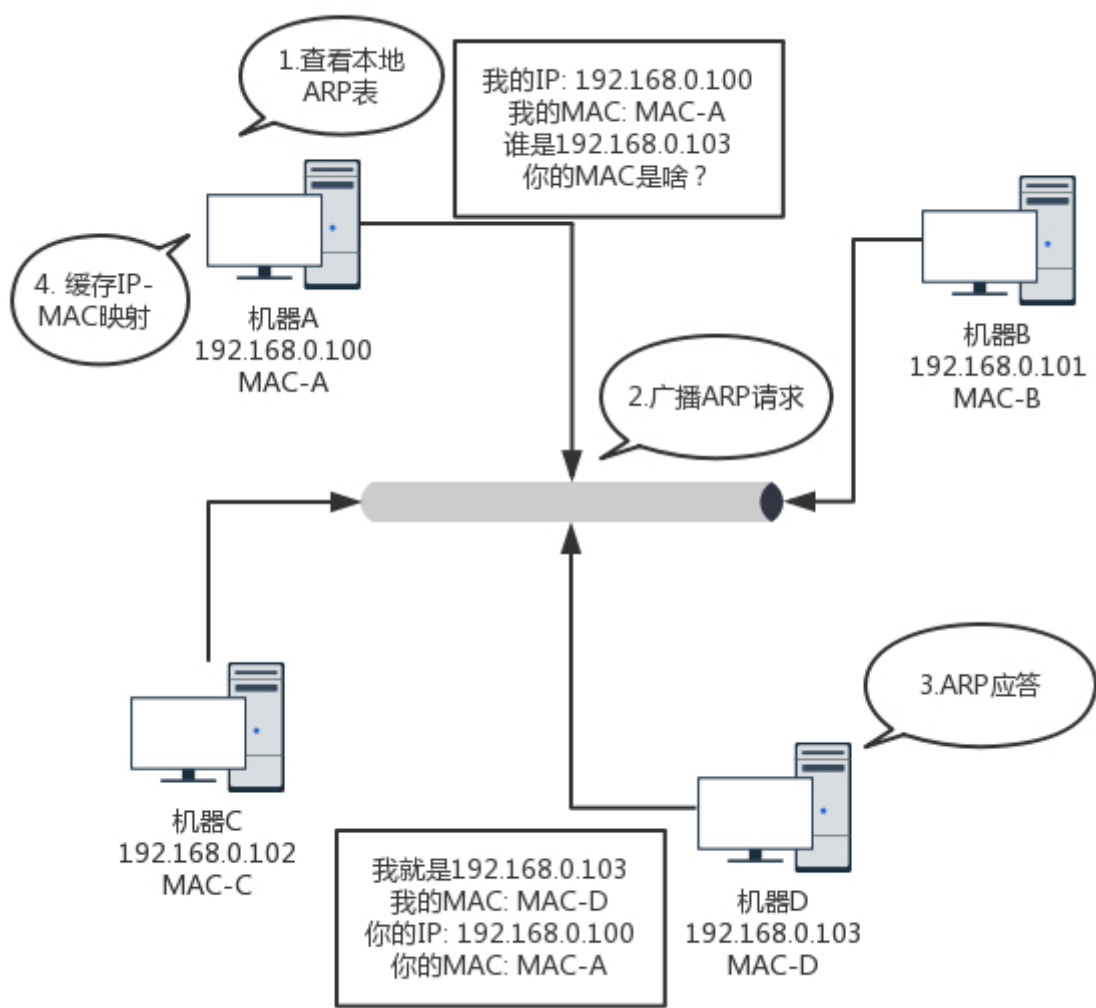 1.查看本地
ARP表
我的IP: 192.168.0.100
我的MAC: MAC-A
谁是192.168.0.103
你的MAC是啥？
4. 缓存IP-
MAC映射
机器A
192.168.0.100
MAC-A
机器B
192.168.0.101
MAC-B
2.广播ARP请求
3.ARP应答
机器C
192.168.0.102
MAC-C
我就是192.168.0.103
我的MAC: MAC-D
你的IP: 192.168.0.100
你的MAC: MAC-A
机器D
192.168.0.103
MAC-D